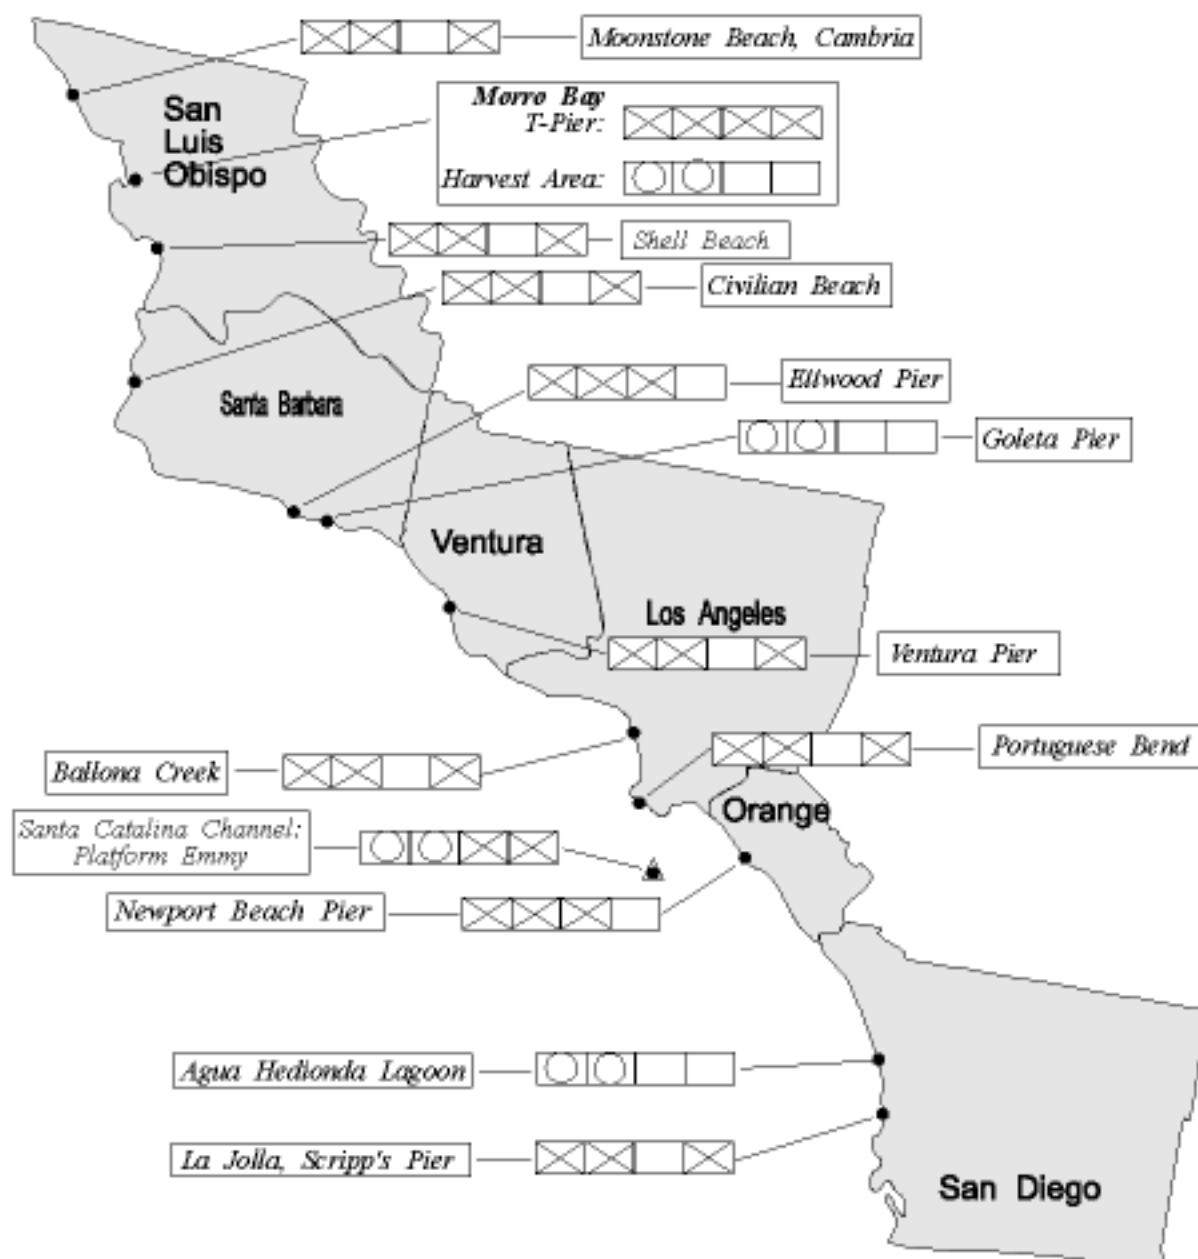 Moonstone Beach, Cambria
San
Luis
Obispo
Morro Bay
T-Pier:
Harvest Area:
Shell Beach
Civilian Beach
Santa Barbara
Ellwood Pier
Goleta Pier
Ventura
Los Angeles
Ventura Pier
Portuguese Bend
Ballona Creek
Orange
Santa Catalina Channel:
Platform Emmy
Newport Beach Pier
Agua Hedionda Lagoon
La Jolla, Scripp's Pier
San Diego